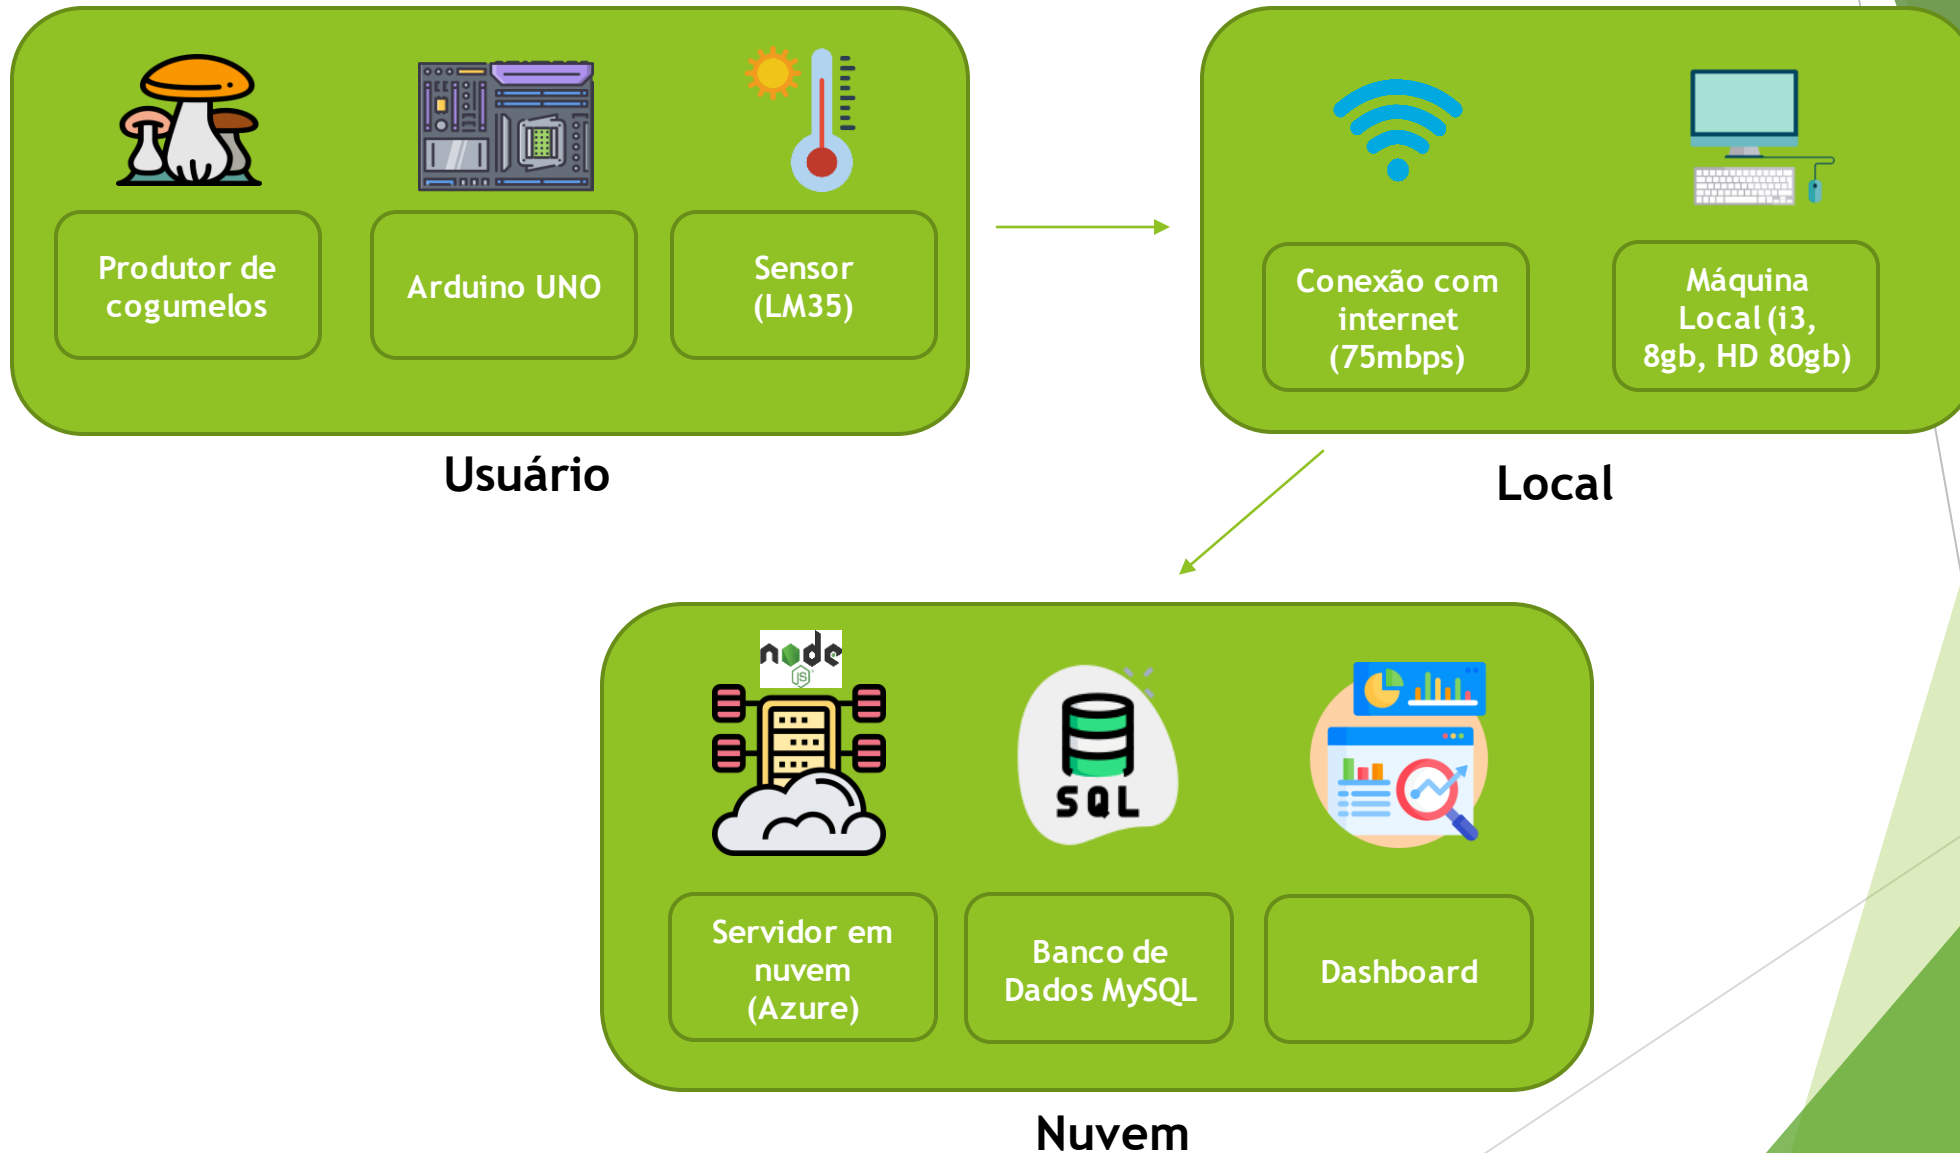 Produtor de
cogumelos
Arduino UNO
Sensor
(LM35)
Usuário
Conexão com
internet
(75mbps)
Máquina
Local (i3,
8gb, HD 80gb)
Local
node
JS
Servidor em
nuvem
(Azure)
SQL
Banco de
Dados MySQL
Dashboard
Nuvem